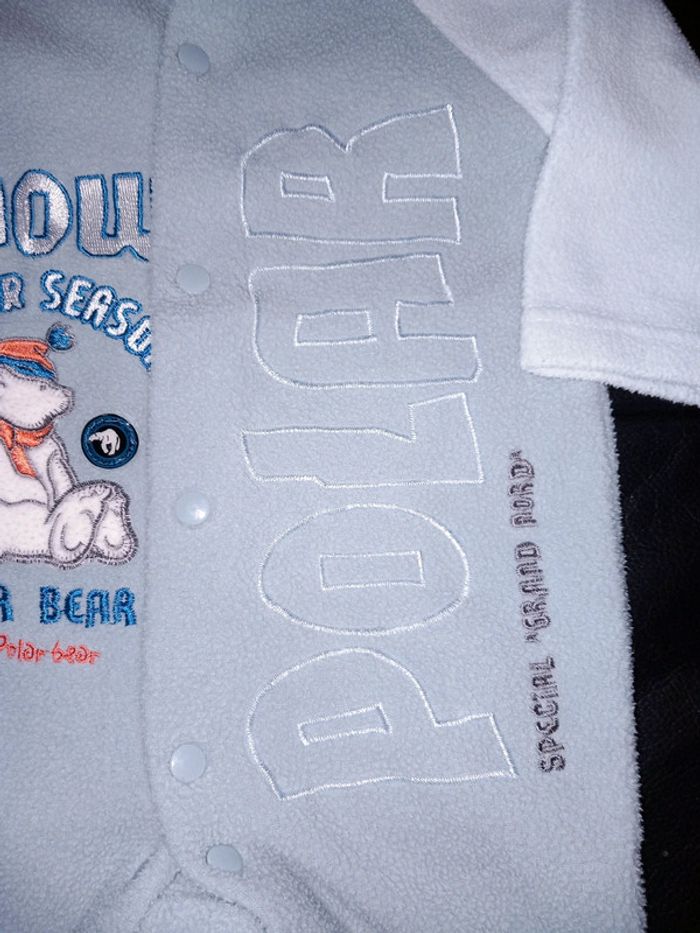 SEASO
BEAR
Polar bear
POLAR
SPECIAL "GRAND NORD"